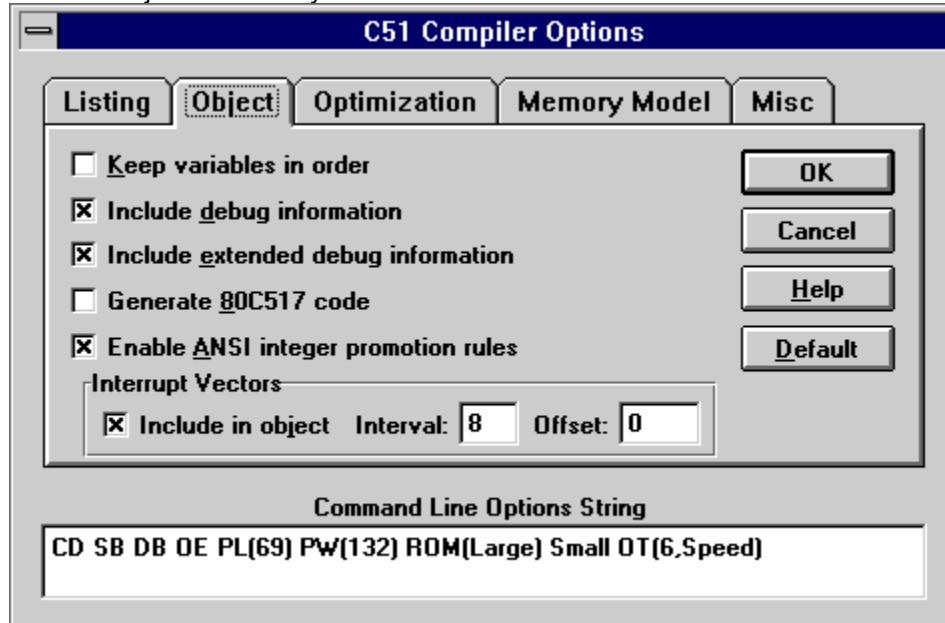 C51 Compiler Options
Listing Object Optimization Memory Model Misc
Keep variables in order
OK
Include debug information
Cancel
Include extended debug information
Help
Generate 80C517 code
Enable ANSI integer promotion rules
Default
Interrupt Vectors
Include in object Interval: 8 Offset: 0
Command Line Options String
CD SB DB OE PL(69) PW(132) ROM(Large) Small OT(6,Speed)